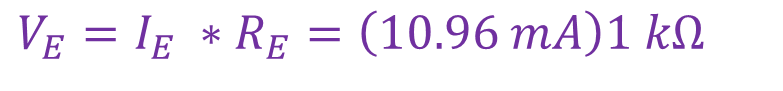 V_E = I_E * R_E = (10.96 mA)1 kΩ